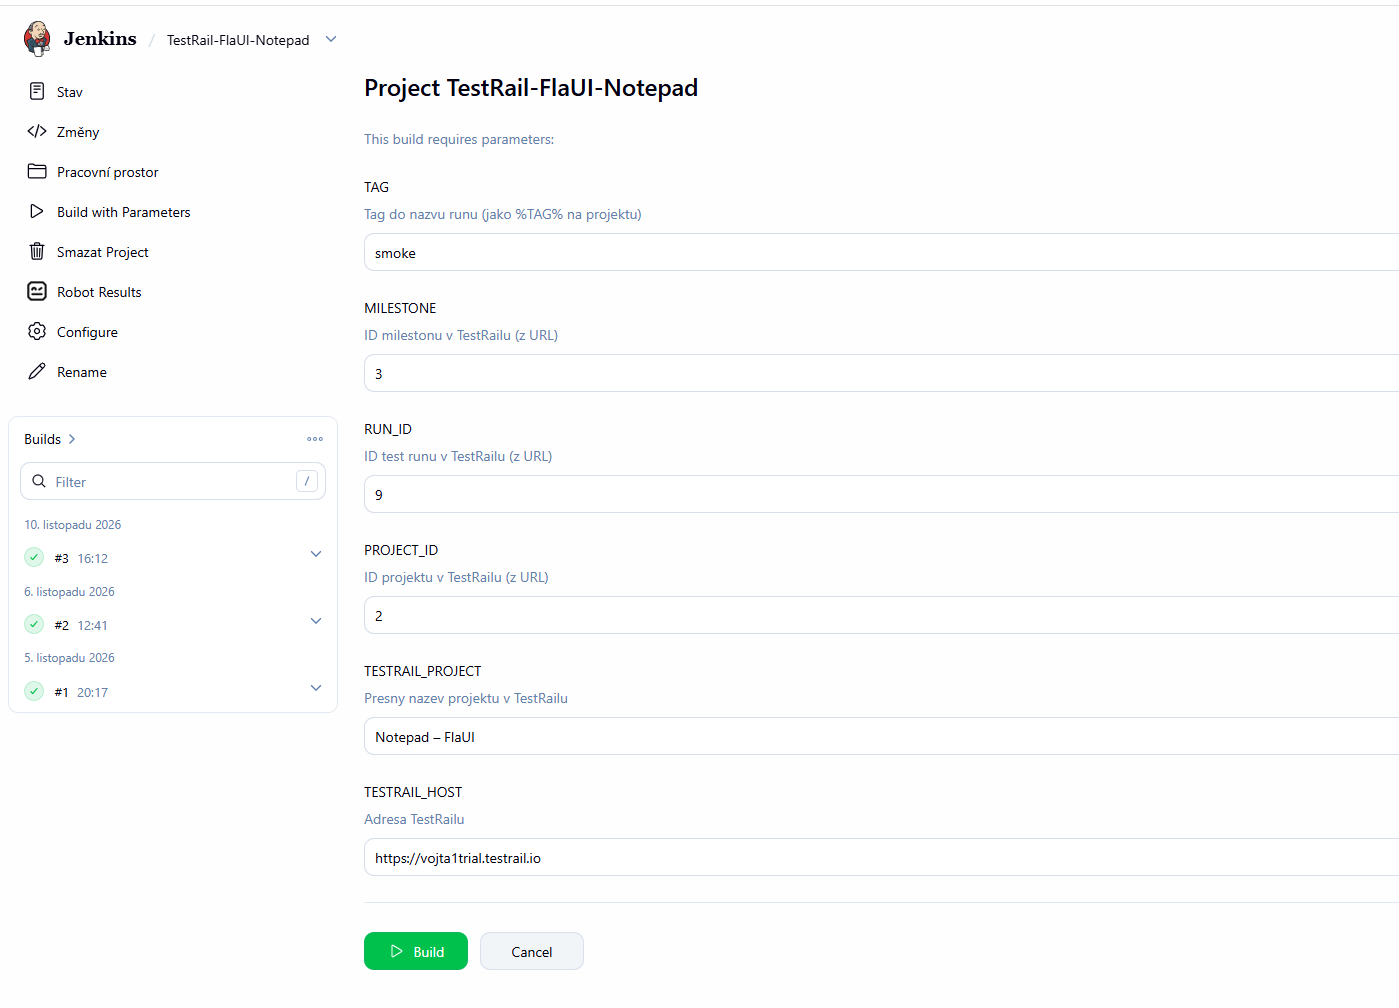 Jenkins / TestRail-FlaUI-Notepad
Stav
Změny
Pracovní prostor
Build with Parameters
Smazat Project
Robot Results
Configure
Rename
Builds
Filter /
10. listopadu 2026
#3 16:12
6. listopadu 2026
#2 12:41
5. listopadu 2026
#1 20:17
Project TestRail-FlaUI-Notepad
This build requires parameters:
TAG
Tag do nazvu runu (jako %TAG% na projektu)
smoke
MILESTONE
ID milestonu v TestRailu (z URL)
3
RUN_ID
ID test runu v TestRailu (z URL)
9
PROJECT_ID
ID projektu v TestRailu (z URL)
2
TESTRAIL_PROJECT
Presny nazev projektu v TestRailu
Notepad – FlaUI
TESTRAIL_HOST
Adresa TestRailu
https://vojta1trial.testrail.io
Build
Cancel